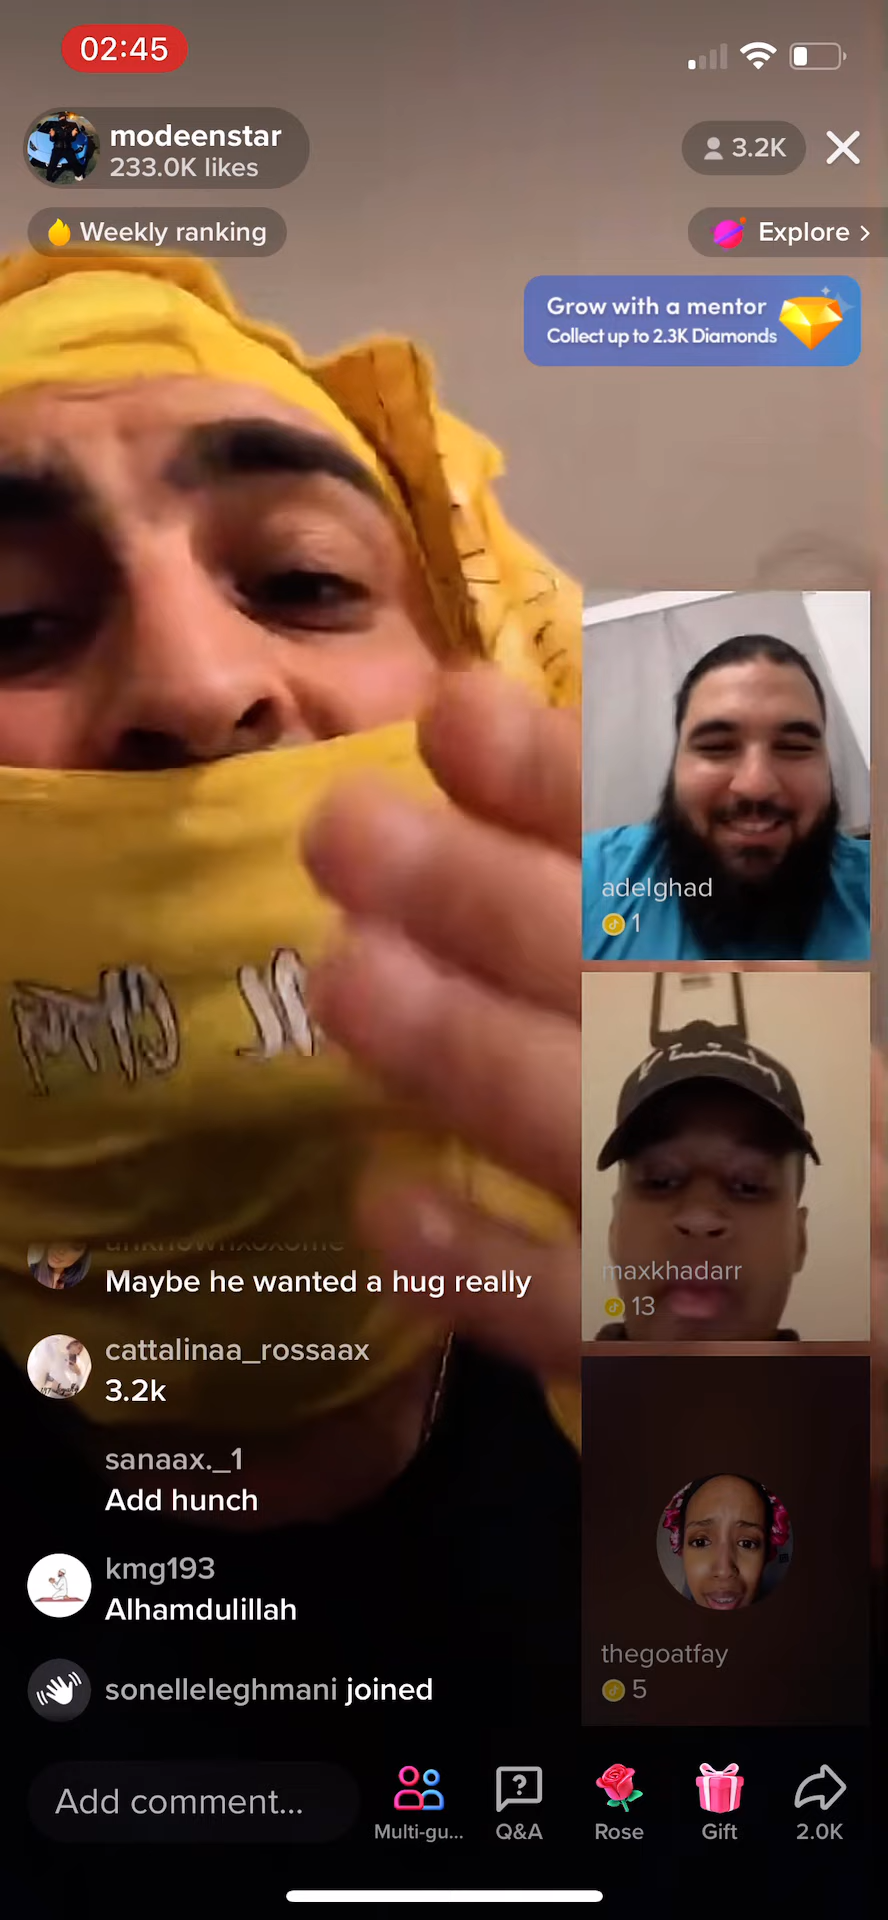 02:45
modeenstar
233.0K likes
3.2K
Weekly ranking
Explore >
Grow with a mentor
Collect up to 2.3K Diamonds
adelghad
1
maxkhadarr
13
Maybe he wanted a hug really
cattalinaa_rossaax
3.2k
sanaax._1
Add hunch
kmg193
Alhamdulillah
sonelleleghmani joined
thegoatfay
5
Add comment...
Multi-gu...
Q&A
Rose
Gift
2.0K